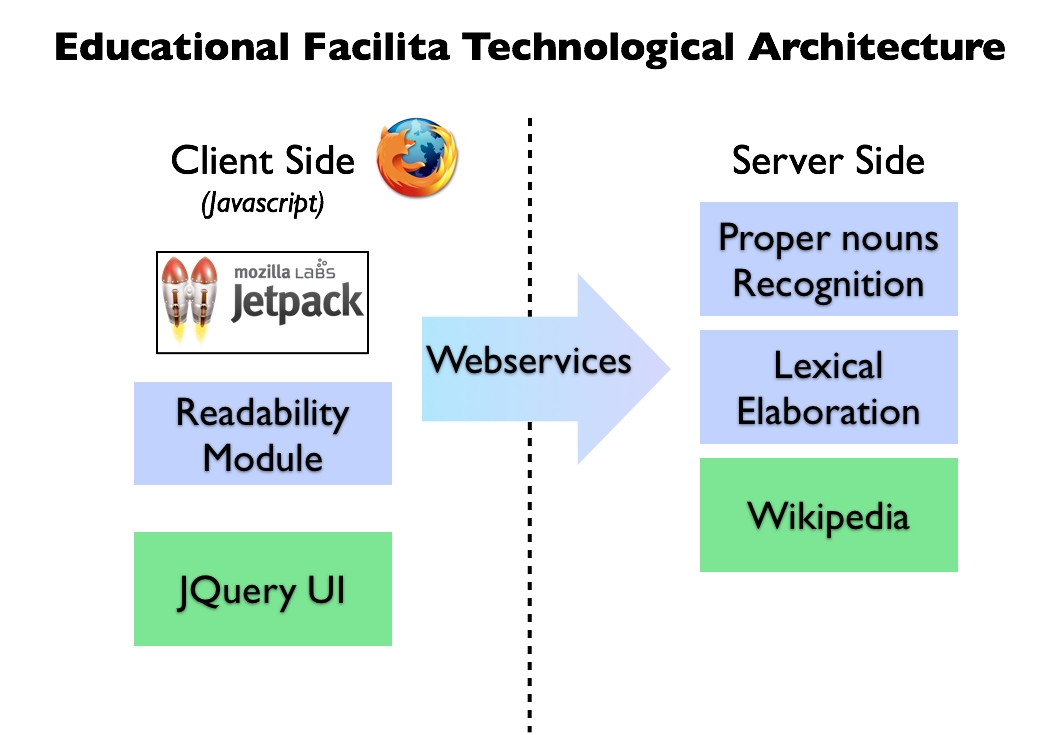 Educational Facilita Technological Architecture
Client Side
(Javascript)
mozilla LABS
Jetpack
Readability
Module
JQuery UI
Webservices
Server Side
Proper nouns
Recognition
Lexical
Elaboration
Wikipedia